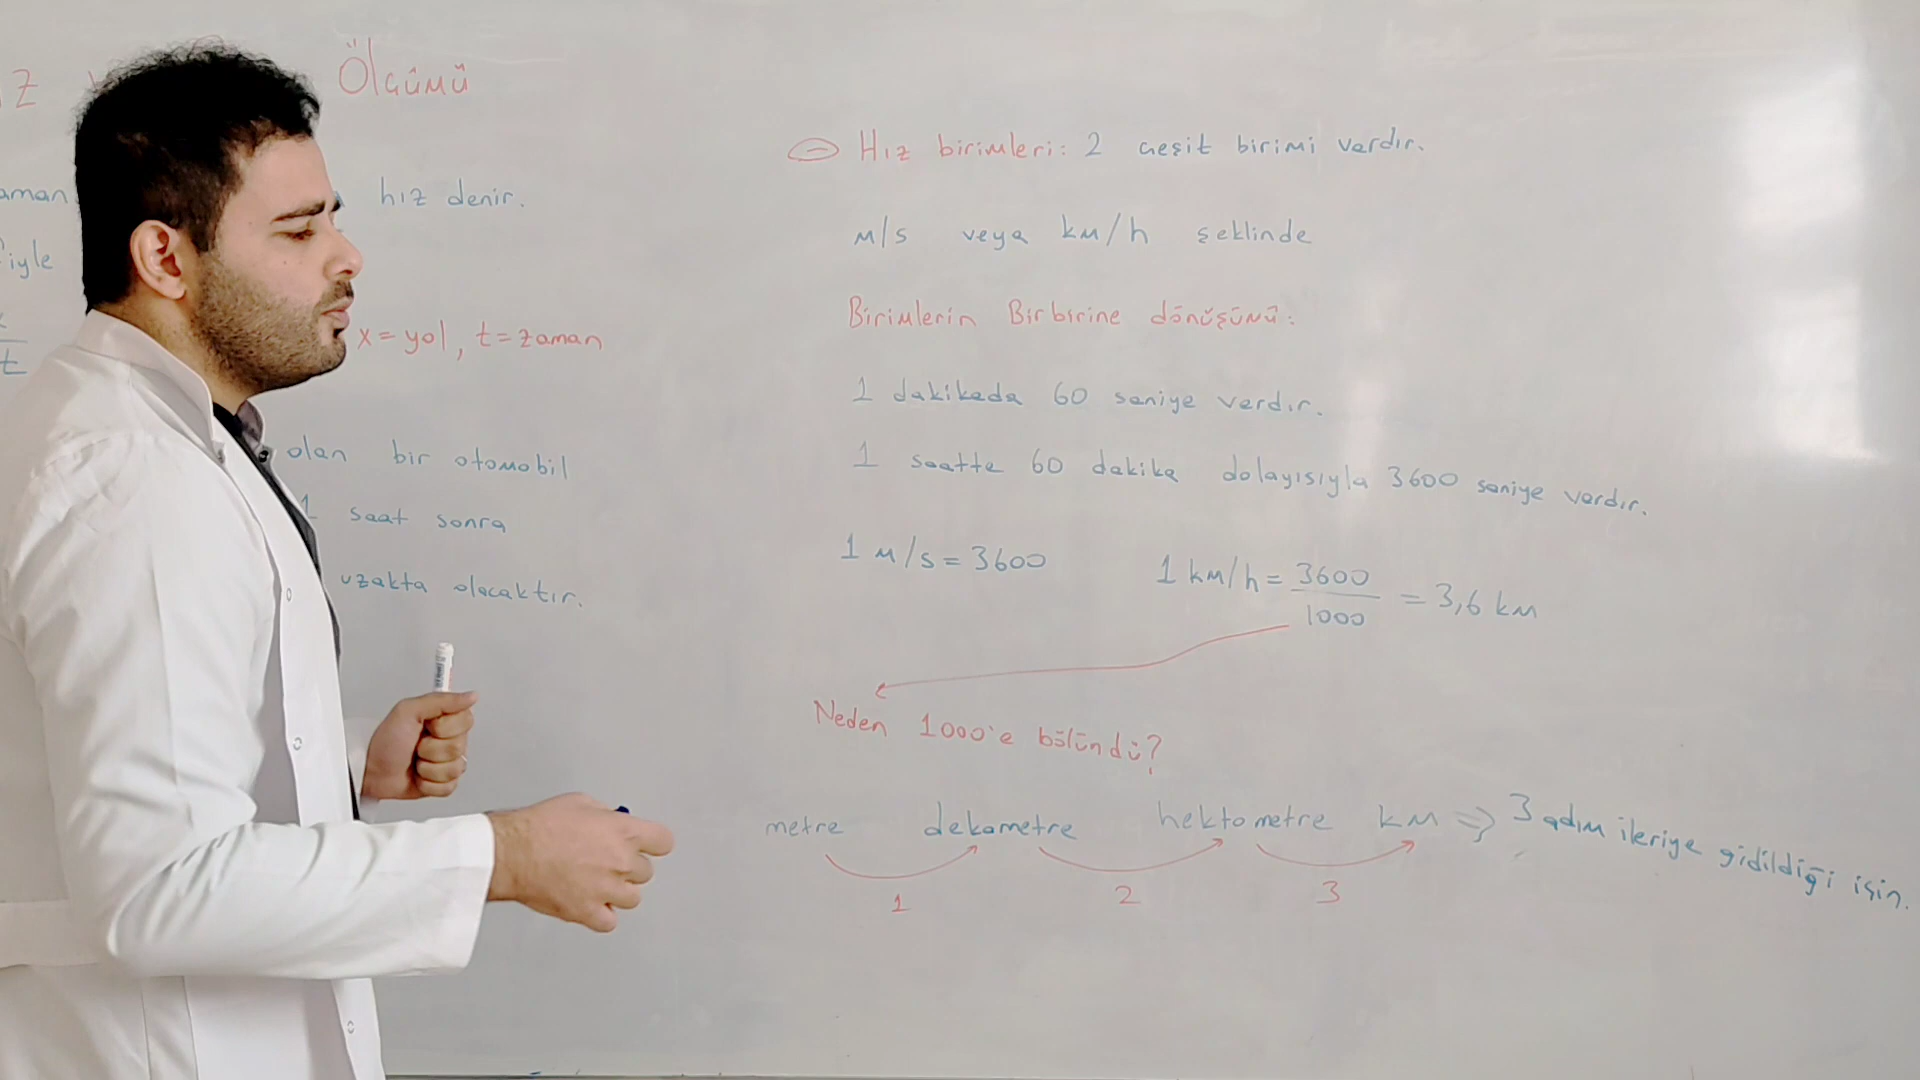 Ölçümü
hız denir.
x=yol, t=zaman
t
olan bir otomobil
1 saat sonra
uzakta olacaktır.
Hız birimleri: 2 çeşit birimi vardır.
m/s veya km/h şeklinde
Birimlerin Birbirine dönüşümü:
1 dakikada 60 saniye vardır.
1 saatte 60 dakika dolayısıyla 3600 saniye vardır.
1 m/s = 3600
1 km/h = 3600 / 1000 = 3,6 km
Neden 1000'e bölündü?
metre dekametre hektometre km ⇒ 3 adım ileriye gidildiği için.
1 2 3